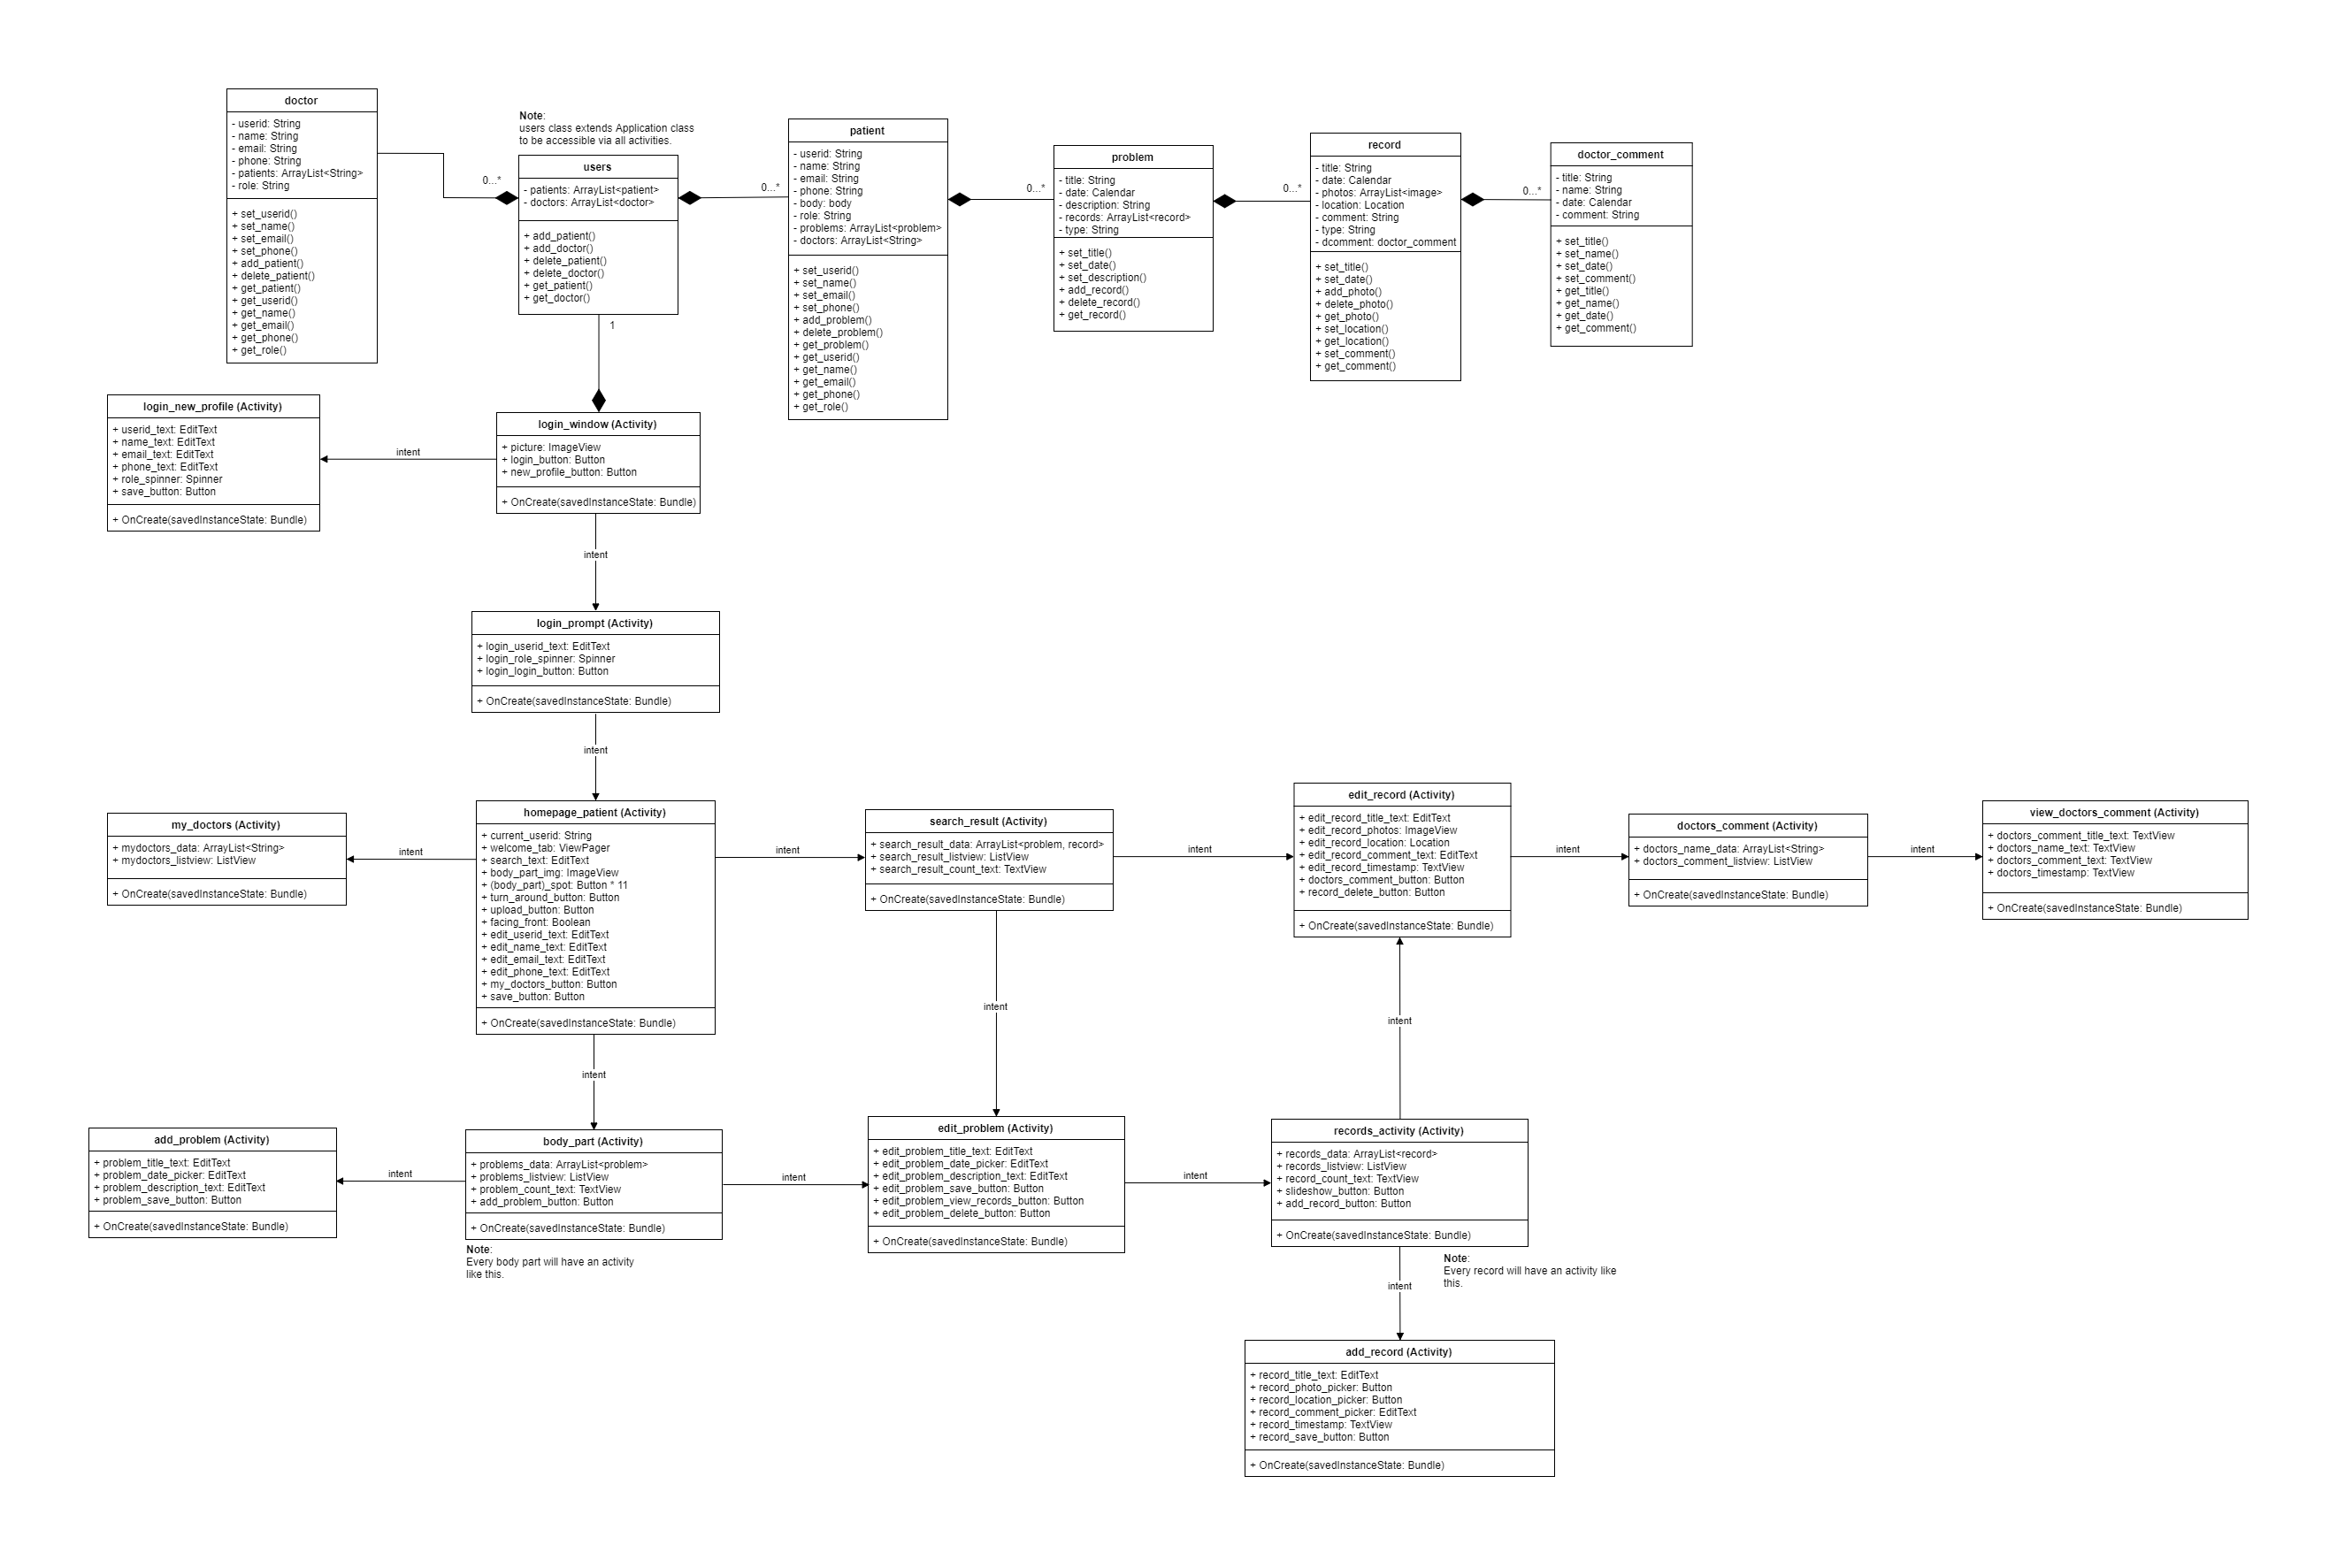 doctor
- userid: String
- name: String
- email: String
- phone: String
- patients: ArrayList<String>
- role: String
+ set_userid()
+ set_name()
+ set_email()
+ set_phone()
+ add_patient()
+ delete_patient()
+ get_patient()
+ get_userid()
+ get_name()
+ get_email()
+ get_phone()
+ get_role()
0...*
Note:
users class extends Application class
to be accessible via all activities.
users
- patients: ArrayList<patient>
- doctors: ArrayList<doctor>
+ add_patient()
+ add_doctor()
+ delete_patient()
+ delete_doctor()
+ get_patient()
+ get_doctor()
1
0...*
patient
- userid: String
- name: String
- email: String
- phone: String
- body: body
- role: String
- problems: ArrayList<problem>
- doctors: ArrayList<String>
+ set_userid()
+ set_name()
+ set_email()
+ set_phone()
+ add_problem()
+ delete_problem()
+ get_problem()
+ get_userid()
+ get_name()
+ get_email()
+ get_phone()
+ get_role()
0...*
problem
- title: String
- date: Calendar
- description: String
- records: ArrayList<record>
- type: String
+ set_title()
+ set_date()
+ set_description()
+ add_record()
+ delete_record()
+ get_record()
0...*
record
- title: String
- date: Calendar
- photos: ArrayList<image>
- location: Location
- comment: String
- type: String
- dcomment: doctor_comment
+ set_title()
+ set_date()
+ add_photo()
+ delete_photo()
+ get_photo()
+ set_location()
+ get_location()
+ set_comment()
+ get_comment()
0...*
doctor_comment
- title: String
- name: String
- date: Calendar
- comment: String
+ set_title()
+ set_name()
+ set_date()
+ set_comment()
+ get_title()
+ get_name()
+ get_date()
+ get_comment()
login_new_profile (Activity)
+ userid_text: EditText
+ name_text: EditText
+ email_text: EditText
+ phone_text: EditText
+ role_spinner: Spinner
+ save_button: Button
+ OnCreate(savedInstanceState: Bundle)
intent
login_window (Activity)
+ picture: ImageView
+ login_button: Button
+ new_profile_button: Button
+ OnCreate(savedInstanceState: Bundle)
intent
login_prompt (Activity)
+ login_userid_text: EditText
+ login_role_spinner: Spinner
+ login_login_button: Button
+ OnCreate(savedInstanceState: Bundle)
intent
my_doctors (Activity)
+ mydoctors_data: ArrayList<String>
+ mydoctors_listview: ListView
+ OnCreate(savedInstanceState: Bundle)
intent
homepage_patient (Activity)
+ current_userid: String
+ welcome_tab: ViewPager
+ search_text: EditText
+ body_part_img: ImageView
+ (body_part)_spot: Button * 11
+ turn_around_button: Button
+ upload_button: Button
+ facing_front: Boolean
+ edit_userid_text: EditText
+ edit_name_text: EditText
+ edit_email_text: EditText
+ edit_phone_text: EditText
+ my_doctors_button: Button
+ save_button: Button
+ OnCreate(savedInstanceState: Bundle)
intent
search_result (Activity)
+ search_result_data: ArrayList<problem, record>
+ search_result_listview: ListView
+ search_result_count_text: TextView
+ OnCreate(savedInstanceState: Bundle)
intent
edit_record (Activity)
+ edit_record_title_text: EditText
+ edit_record_photos: ImageView
+ edit_record_location: Location
+ edit_record_comment_text: EditText
+ edit_record_timestamp: TextView
+ doctors_comment_button: Button
+ record_delete_button: Button
+ OnCreate(savedInstanceState: Bundle)
intent
doctors_comment (Activity)
+ doctors_name_data: ArrayList<String>
+ doctors_comment_listview: ListView
+ OnCreate(savedInstanceState: Bundle)
intent
view_doctors_comment (Activity)
+ doctors_comment_title_text: TextView
+ doctors_name_text: TextView
+ doctors_comment_text: TextView
+ doctors_timestamp: TextView
+ OnCreate(savedInstanceState: Bundle)
intent
intent
intent
add_problem (Activity)
+ problem_title_text: EditText
+ problem_date_picker: EditText
+ problem_description_text: EditText
+ problem_save_button: Button
+ OnCreate(savedInstanceState: Bundle)
intent
body_part (Activity)
+ problems_data: ArrayList<problem>
+ problems_listview: ListView
+ problem_count_text: TextView
+ add_problem_button: Button
+ OnCreate(savedInstanceState: Bundle)
Note:
Every body part will have an activity
like this.
intent
edit_problem (Activity)
+ edit_problem_title_text: EditText
+ edit_problem_date_picker: EditText
+ edit_problem_description_text: EditText
+ edit_problem_save_button: Button
+ edit_problem_view_records_button: Button
+ edit_problem_delete_button: Button
+ OnCreate(savedInstanceState: Bundle)
intent
records_activity (Activity)
+ records_data: ArrayList<record>
+ records_listview: ListView
+ record_count_text: TextView
+ slideshow_button: Button
+ add_record_button: Button
+ OnCreate(savedInstanceState: Bundle)
Note:
Every record will have an activity like
this.
intent
add_record (Activity)
+ record_title_text: EditText
+ record_photo_picker: Button
+ record_location_picker: Button
+ record_comment_picker: EditText
+ record_timestamp: TextView
+ record_save_button: Button
+ OnCreate(savedInstanceState: Bundle)